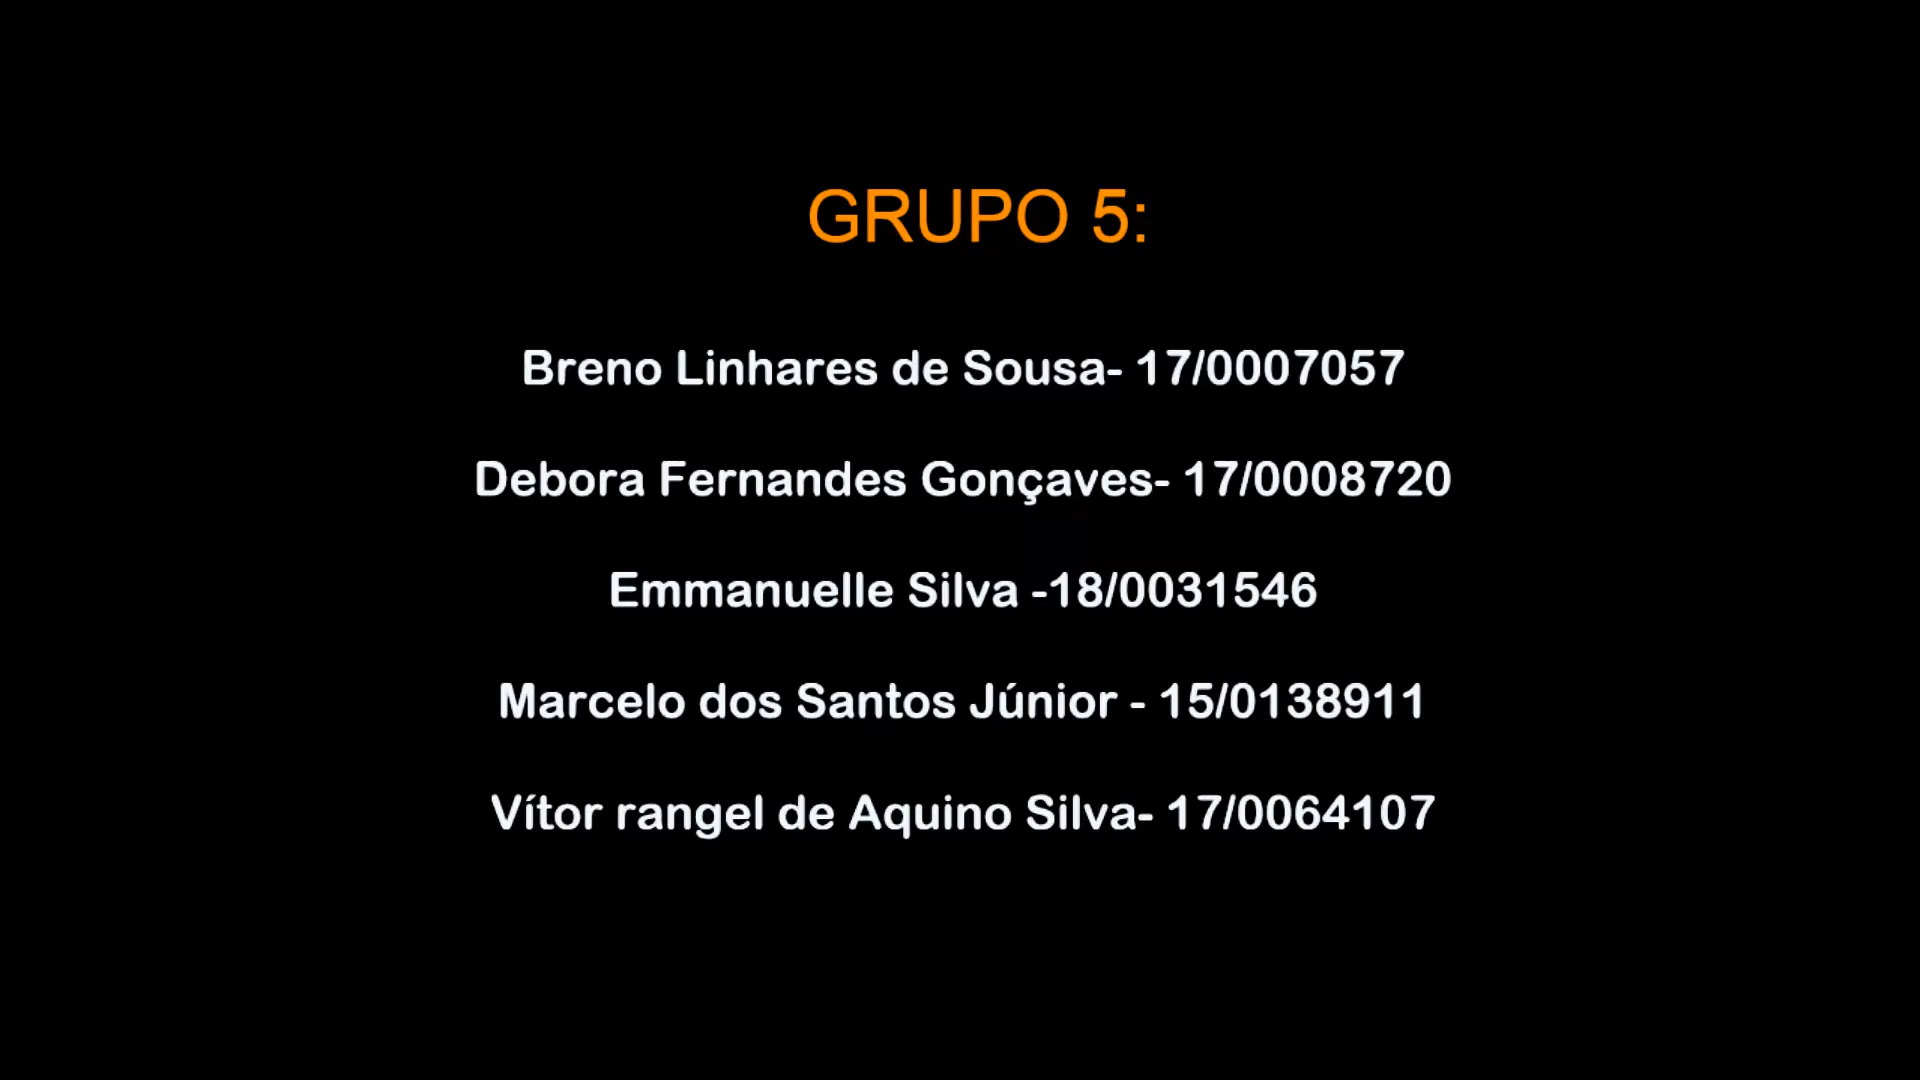 GRUPO 5:
Breno Linhares de Sousa- 17/0007057
Debora Fernandes Gonçaves- 17/0008720
Emmanuelle Silva -18/0031546
Marcelo dos Santos Júnior - 15/0138911
Vítor rangel de Aquino Silva- 17/0064107